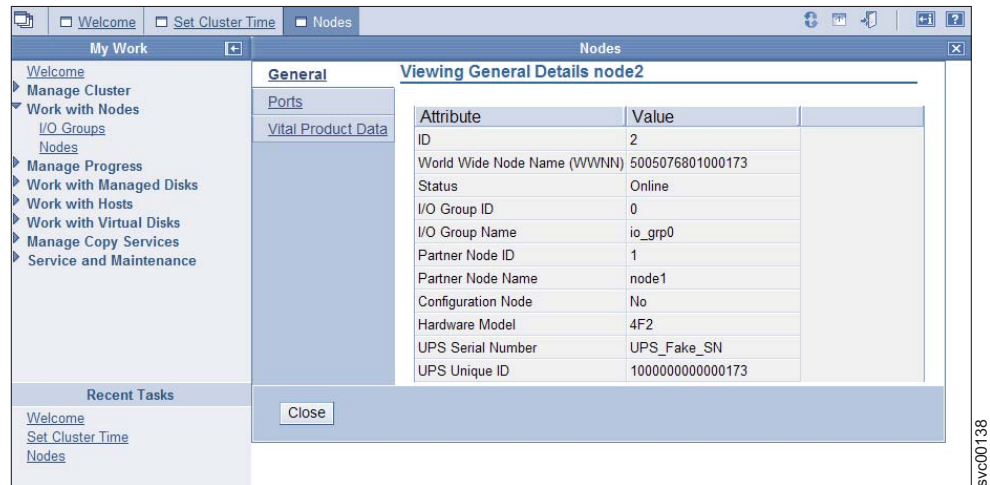 Welcome
Set Cluster Time
Nodes
My Work
Nodes
Welcome
Manage Cluster
Work with Nodes
I/O Groups
Nodes
Manage Progress
Work with Managed Disks
Work with Hosts
Work with Virtual Disks
Manage Copy Services
Service and Maintenance
Recent Tasks
Welcome
Set Cluster Time
Nodes
General
Ports
Vital Product Data
Viewing General Details node2
Attribute Value
ID 2
World Wide Node Name (WWNN) 5005076801000173
Status Online
I/O Group ID 0
I/O Group Name io_grp0
Partner Node ID 1
Partner Node Name node1
Configuration Node No
Hardware Model 4F2
UPS Serial Number UPS_Fake_SN
UPS Unique ID 1000000000000173
Close
svc00138